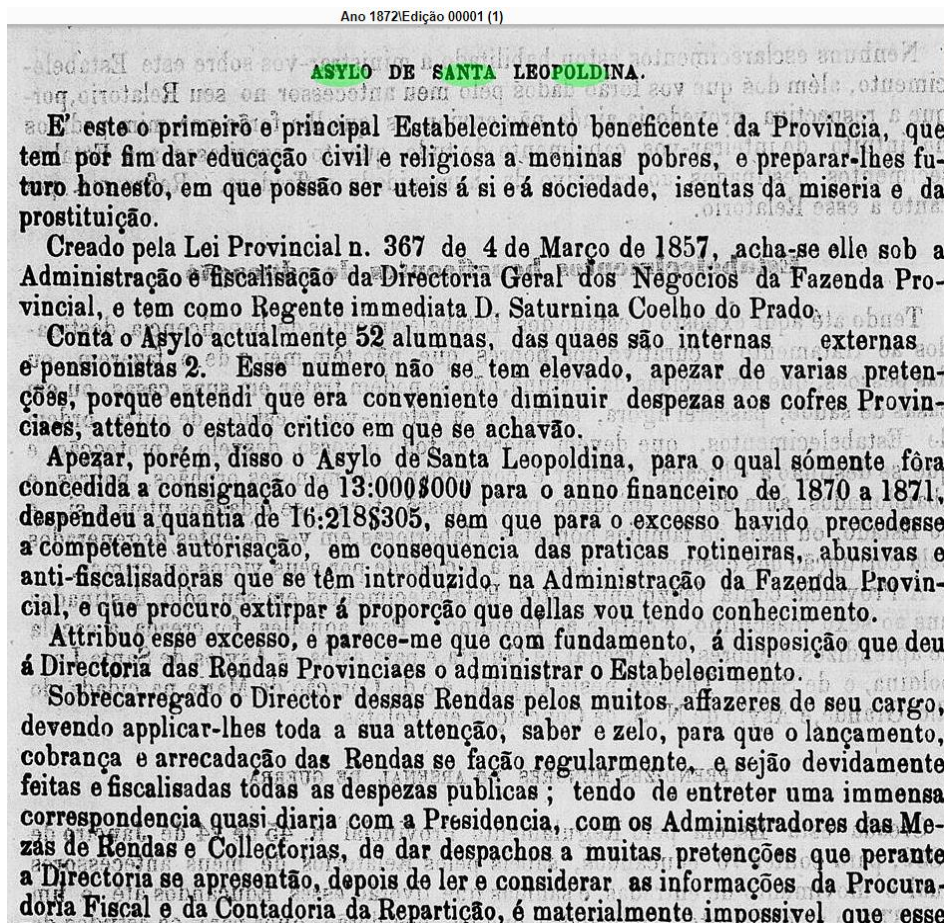 Ano 1872\Edição 00001 (1)
ASYLO DE SANTA LEOPOLDINA.
E' este o primeiro e principal Estabelecimento beneficente da Provincia, que
tem por fim dar educação civil e religiosa a meninas pobres, e preparar-lhes fu-
turo honesto, em que possão ser uteis á si e á sociedade, isentas da miseria e da
prostituição.
Creado pela Lei Provincial n. 367 de 4 de Março de 1857, acha-se elle sob a
Administração e fiscalisação da Directoria Geral dos Negocios da Fazenda Pro-
vincial, e tem como Regente immediata D. Saturnina Coelho do Prado.
Conta o Asylo actualmente 52 alumnas, das quaes são internas externas
e pensionistas 2. Esse numero não se tem elevado, apezar de varias preten-
ções, porque entendi que era conveniente diminuir despezas aos cofres Provin-
ciaes, attento o estado critico em que se achavão.
Apezar, porém, disso o Asylo de Santa Leopoldina, para o qual sómente fôra
concedida a consignação de 13:000$000 para o anno financeiro de 1870 a 1871,
despendeu a quantia de 16:218$305, sem que para o excesso havido precedesse
a competente autorisação, em consequencia das praticas rotineiras, abusivas e
anti-fiscalisadoras que se têm introduzido na Administração da Fazenda Provin-
cial, e que procuro extirpar á proporção que dellas vou tendo conhecimento.
Attribuo esse excesso, e parece-me que com fundamento, á disposição que deu
á Directoria das Rendas Provinciaes o administrar o Estabelecimento.
Sobrecarregado o Director dessas Rendas pelos muitos affazeres de seu cargo,
devendo applicar-lhes toda a sua attenção, saber e zelo, para que o lançamento,
cobrança e arrecadação das Rendas se fação regularmente, e sejão devidamente
feitas e fiscalisadas todas as despezas publicas ; tendo de entreter uma immensa
correspondencia quasi diaria com a Presidencia, com os Administradores das Me-
zas de Rendas e Collectorias, de dar despachos a muitas pretenções que perante
a Directoria se apresentão, depois de ler e considerar as informações da Procura-
doria Fiscal e da Contadoria da Repartição, é materialmente impossivel que esse